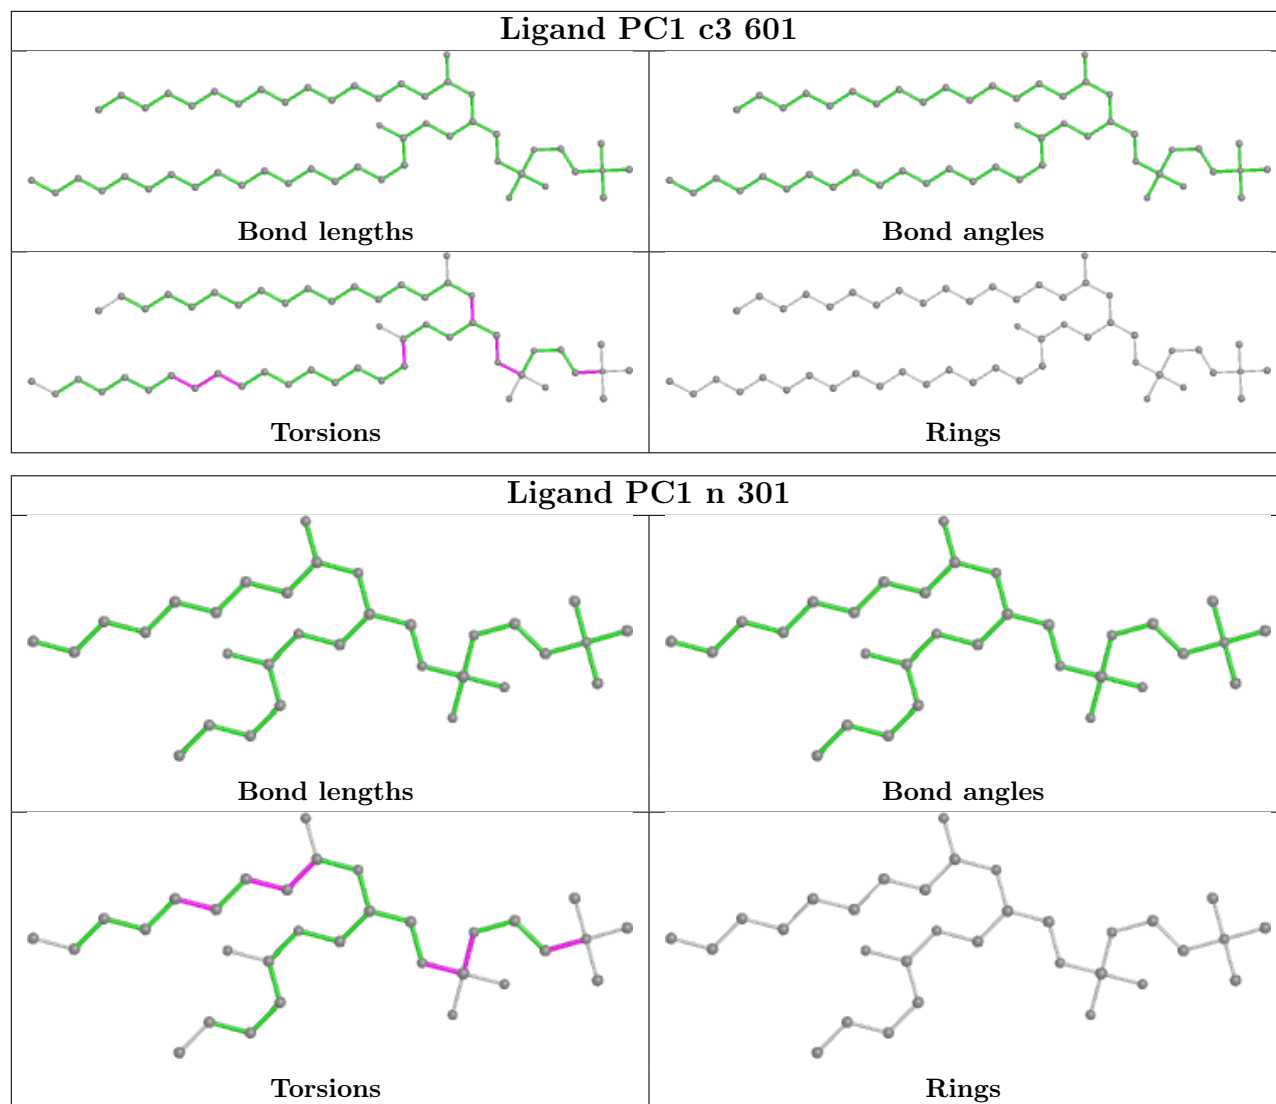 Ligand PC1 c3 601
Bond lengths
Bond angles
Torsions
Rings
Ligand PC1 n 301
Bond lengths
Bond angles
Torsions
Rings